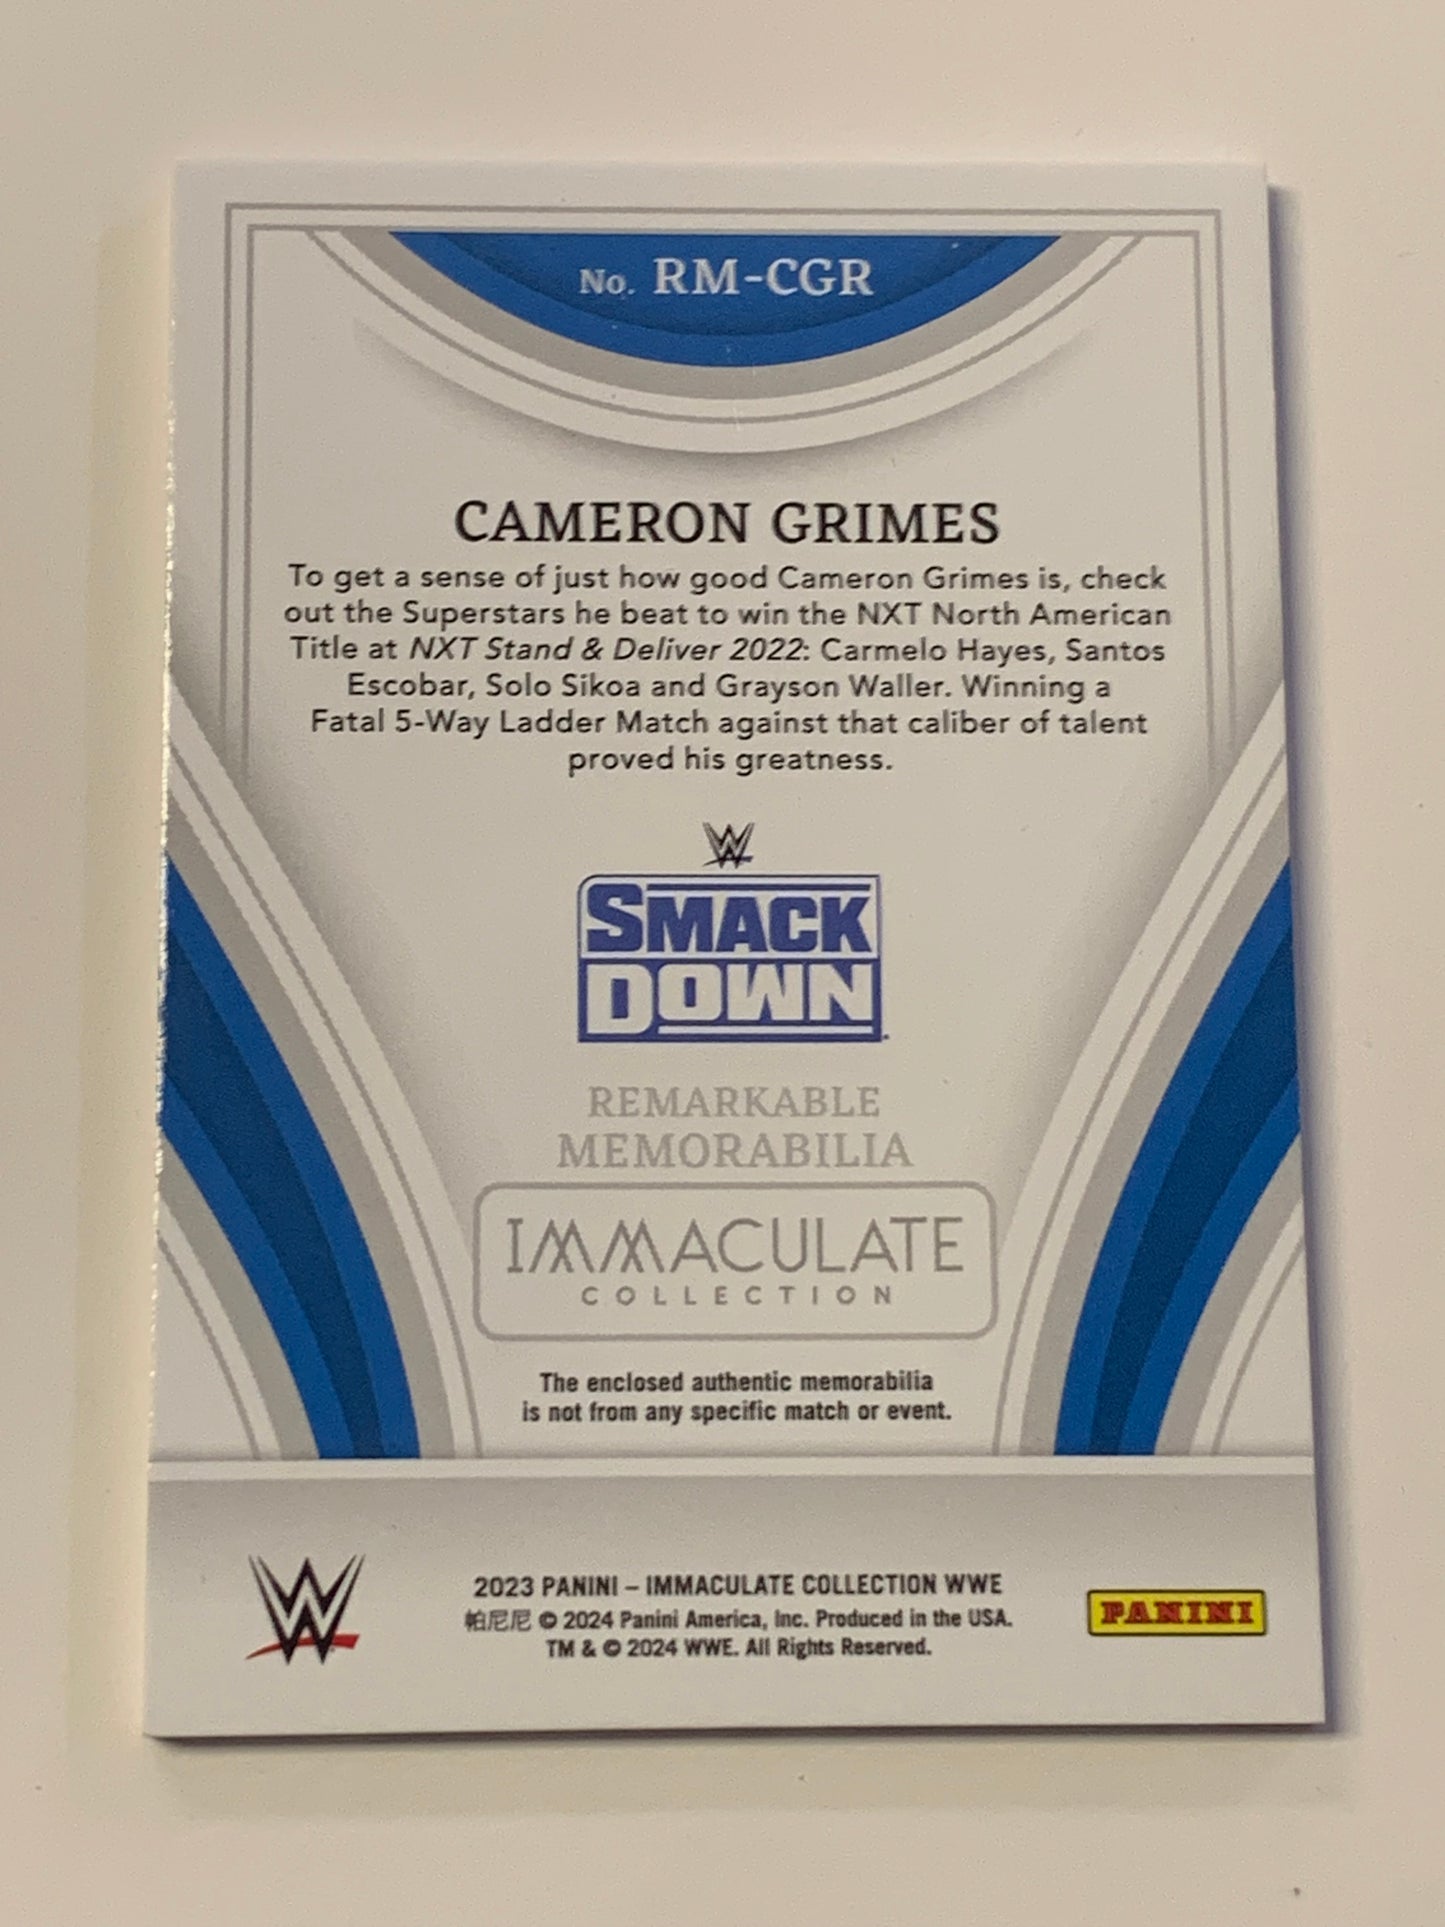 No. RM-CGR
CAMERON GRIMES
To get a sense of just how good Cameron Grimes is, check
out the Superstars he beat to win the NXT North American
Title at NXT Stand & Deliver 2022: Carmelo Hayes, Santos
Escobar, Solo Sikoa and Grayson Waller. Winning a
Fatal 5-Way Ladder Match against that caliber of talent
proved his greatness.
W
SMACK
DOWN
REMARKABLE
MEMORABILIA
IMMACULATE
COLLECTION
The enclosed authentic memorabilia
is not from any specific match or event.
W
2023 PANINI – IMMACULATE COLLECTION WWE
帕尼尼 © 2024 Panini America, Inc. Produced in the USA.
TM & © 2024 WWE. All Rights Reserved.
PANINI